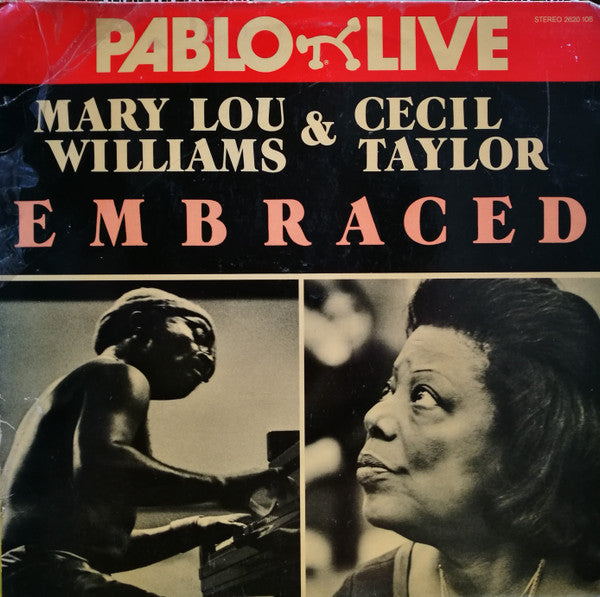 STEREO 2620 108
PABLO LIVE
MARY LOU WILLIAMS & CECIL TAYLOR
EMBRACED